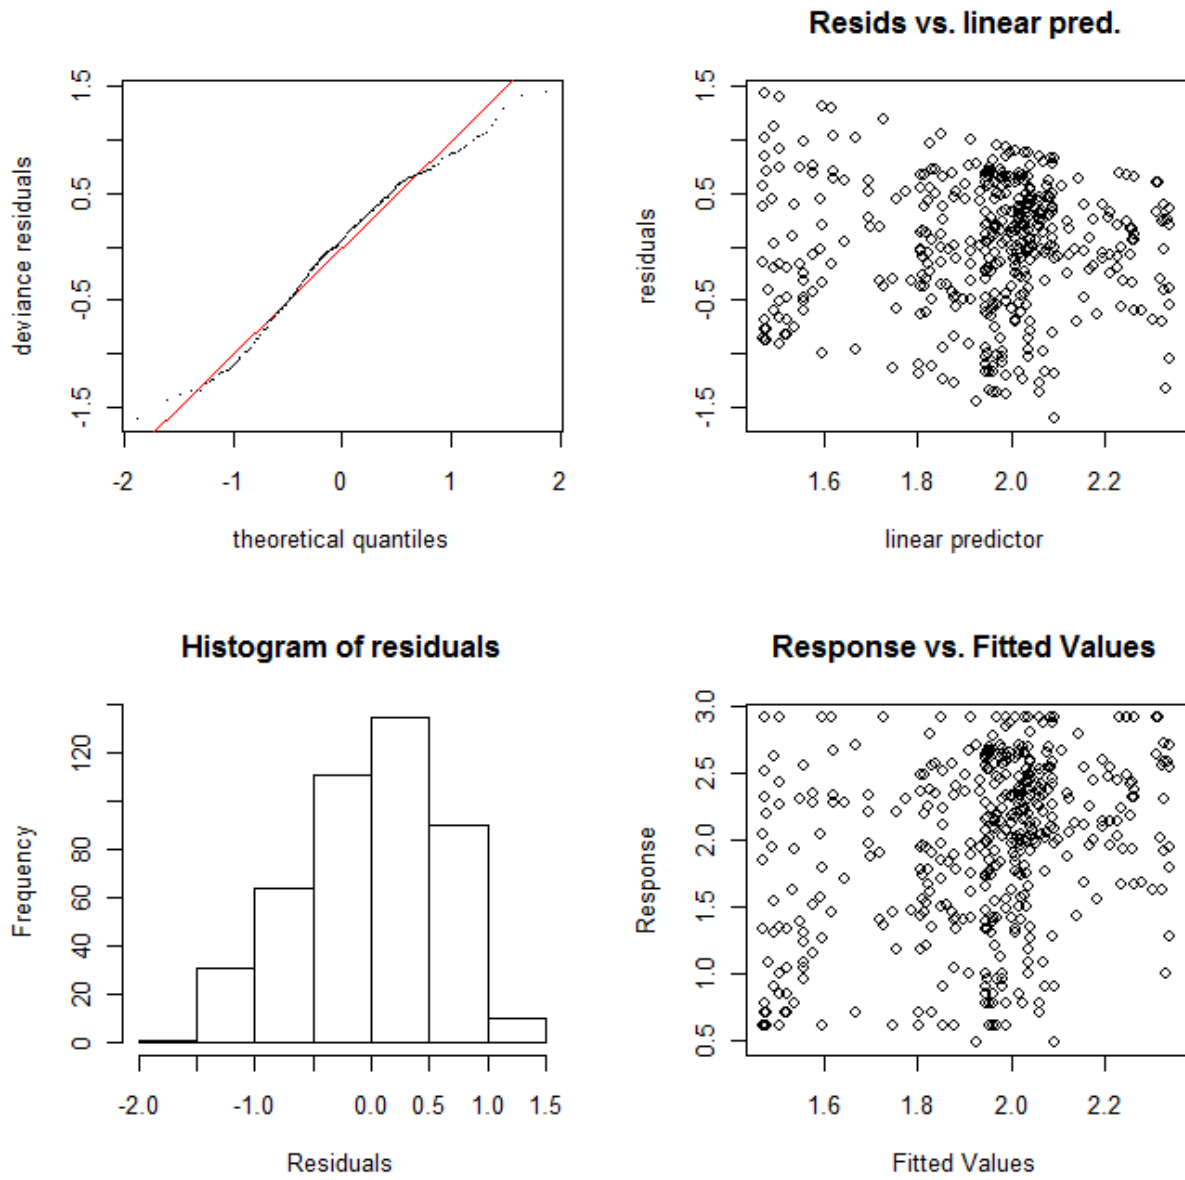 Resids vs. linear pred.
deviance residuals
1.5
0.5
-0.5
-1.5
-2 -1 0 1 2
theoretical quantiles
residuals
1.5
0.5
-0.5
-1.5
1.6 1.8 2.0 2.2
linear predictor
Histogram of residuals
Frequency
120
80
60
40
20
0
-2.0 -1.0 0.0 0.5 1.0 1.5
Residuals
Response vs. Fitted Values
Response
3.0
2.5
2.0
1.5
1.0
0.5
1.6 1.8 2.0 2.2
Fitted Values